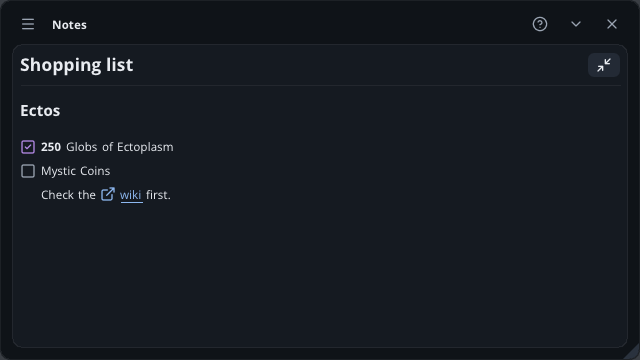 Notes
Shopping list
Ectos
250 Globs of Ectoplasm
Mystic Coins
Check the wiki first.